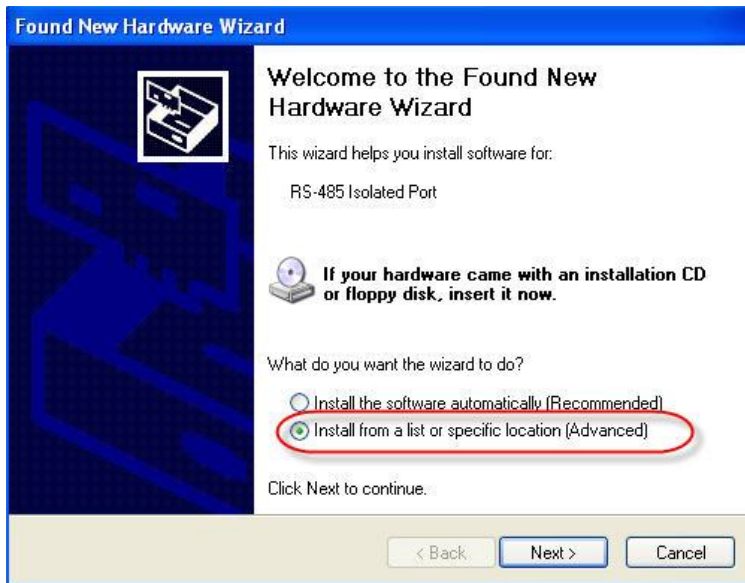 Found New Hardware Wizard
Welcome to the Found New
Hardware Wizard
This wizard helps you install software for:
RS-485 Isolated Port
If your hardware came with an installation CD
or floppy disk, insert it now.
What do you want the wizard to do?
Install the software automatically (Recommended)
Install from a list or specific location (Advanced)
Click Next to continue.
< Back
Next >
Cancel